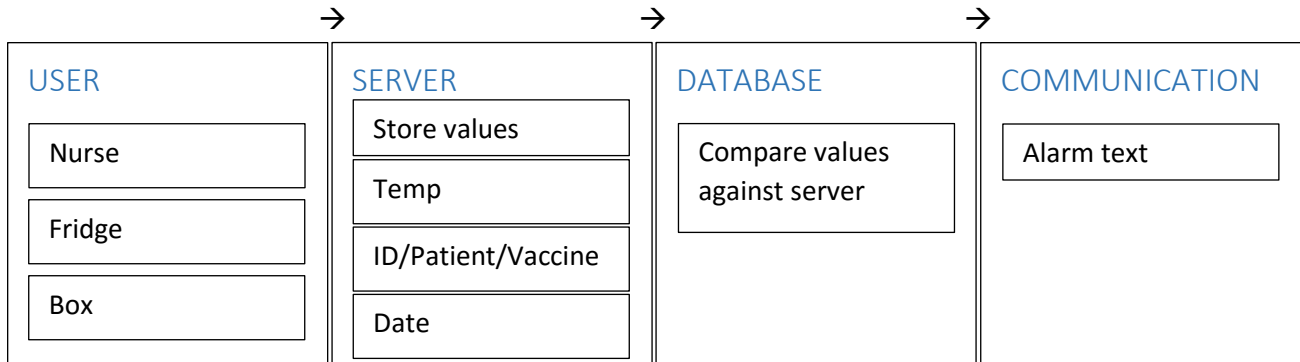 → → →
USER
Nurse
Fridge
Box
SERVER
Store values
Temp
ID/Patient/Vaccine
Date
DATABASE
Compare values
against server
COMMUNICATION
Alarm text